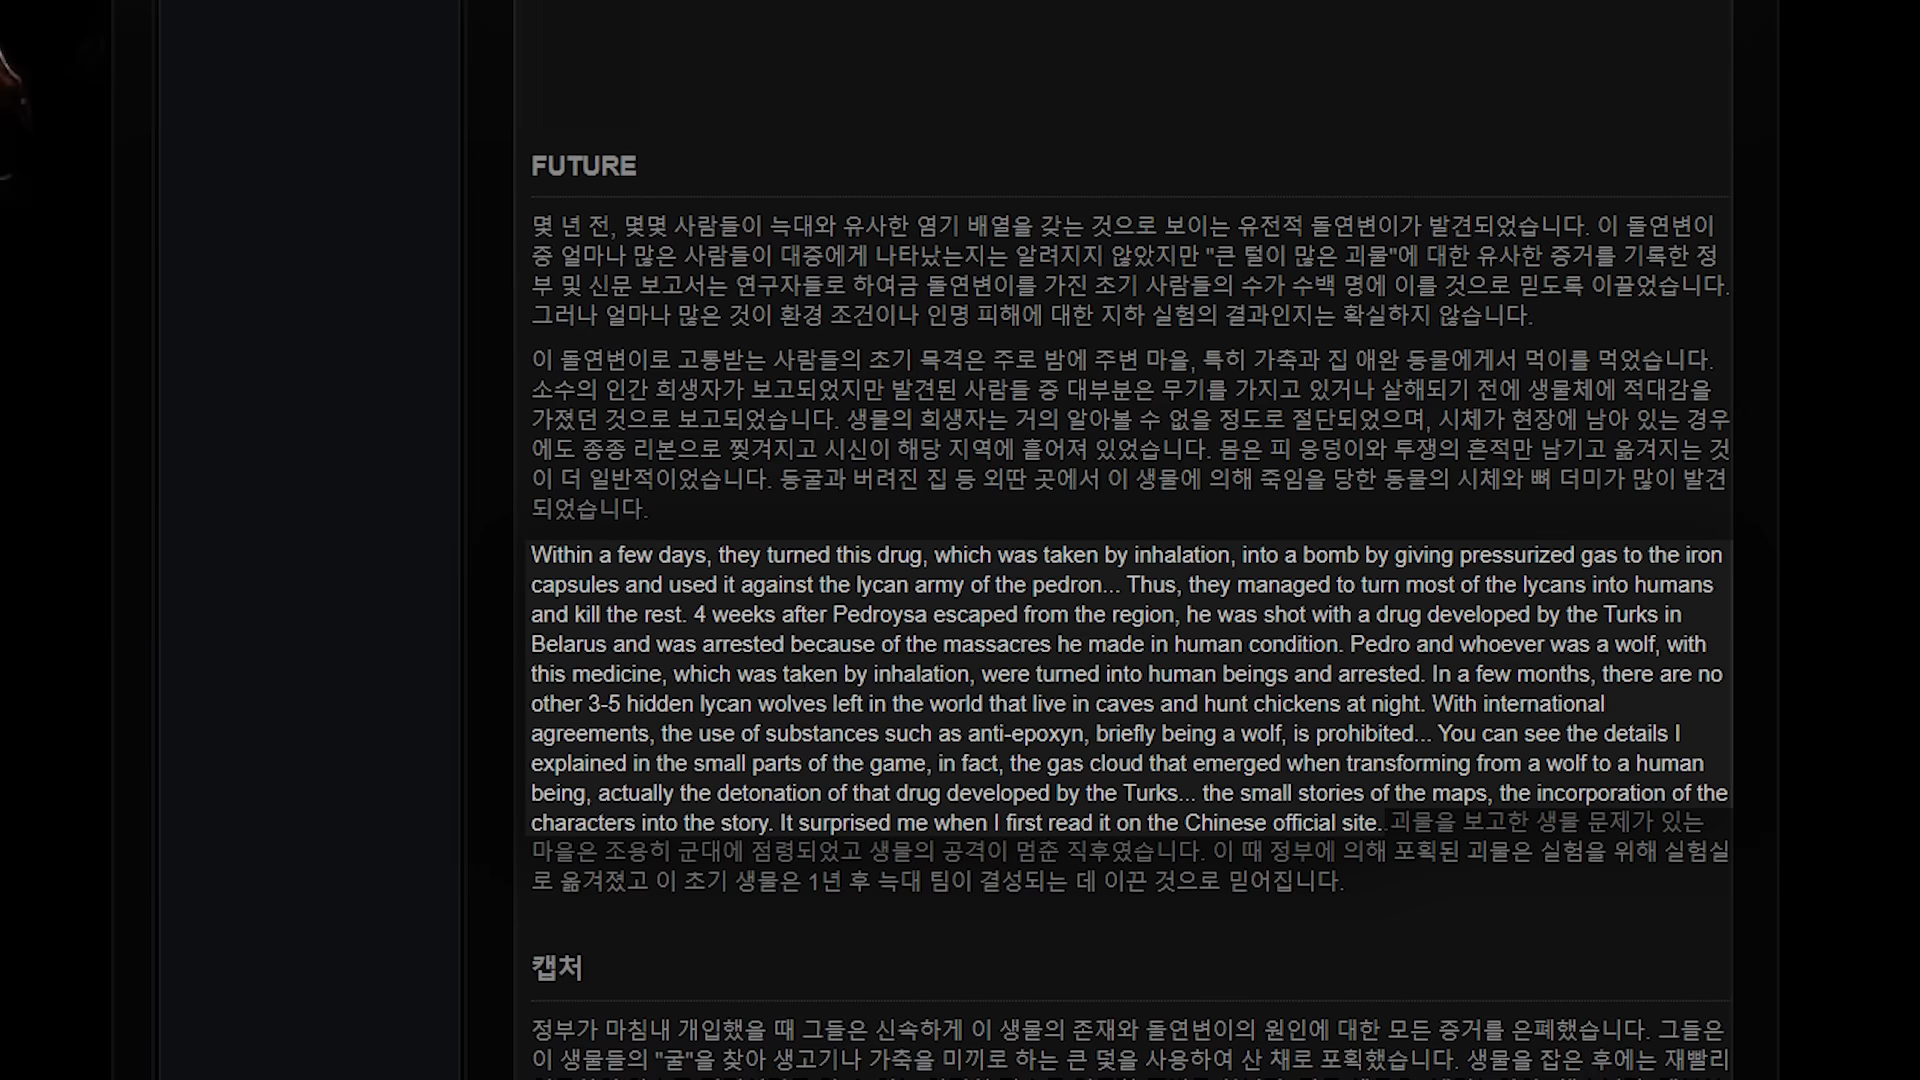 FUTURE
몇 년 전, 몇몇 사람들이 늑대와 유사한 염기 배열을 갖는 것으로 보이는 유전적 돌연변이가 발견되었습니다. 이 돌연변이
중 얼마나 많은 사람들이 대중에게 나타났는지는 알려지지 않았지만 "큰 털이 많은 괴물"에 대한 유사한 증거를 기록한 정
부 및 신문 보고서는 연구자들로 하여금 돌연변이를 가진 초기 사람들의 수가 수백 명에 이를 것으로 믿도록 이끌었습니다.
그러나 얼마나 많은 것이 환경 조건이나 인명 피해에 대한 지하 실험의 결과인지는 확실하지 않습니다.
이 돌연변이로 고통받는 사람들의 초기 목격은 주로 밤에 주변 마을, 특히 가축과 집 애완 동물에게서 먹이를 먹었습니다.
소수의 인간 희생자가 보고되었지만 발견된 사람들 중 대부분은 무기를 가지고 있거나 살해되기 전에 생물체에 적대감을
가졌던 것으로 보고되었습니다. 생물의 희생자는 거의 알아볼 수 없을 정도로 절단되었으며, 시체가 현장에 남아 있는 경우
에도 종종 리본으로 찢겨지고 시신이 해당 지역에 흩어져 있었습니다. 몸은 피 웅덩이와 투쟁의 흔적만 남기고 옮겨지는 것
이 더 일반적이었습니다. 동굴과 버려진 집 등 외딴 곳에서 이 생물에 의해 죽임을 당한 동물의 시체와 뼈 더미가 많이 발견
되었습니다.
Within a few days, they turned this drug, which was taken by inhalation, into a bomb by giving pressurized gas to the iron
capsules and used it against the lycan army of the pedron... Thus, they managed to turn most of the lycans into humans
and kill the rest. 4 weeks after Pedroysa escaped from the region, he was shot with a drug developed by the Turks in
Belarus and was arrested because of the massacres he made in human condition. Pedro and whoever was a wolf, with
this medicine, which was taken by inhalation, were turned into human beings and arrested. In a few months, there are no
other 3-5 hidden lycan wolves left in the world that live in caves and hunt chickens at night. With international
agreements, the use of substances such as anti-epoxyn, briefly being a wolf, is prohibited... You can see the details I
explained in the small parts of the game, in fact, the gas cloud that emerged when transforming from a wolf to a human
being, actually the detonation of that drug developed by the Turks... the small stories of the maps, the incorporation of the
characters into the story. It surprised me when I first read it on the Chinese official site. 괴물을 보고한 생물 문제가 있는
마을은 조용히 군대에 점령되었고 생물의 공격이 멈춘 직후였습니다. 이 때 정부에 의해 포획된 괴물은 실험을 위해 실험실
로 옮겨졌고 이 초기 생물은 1년 후 늑대 팀이 결성되는 데 이끈 것으로 믿어집니다.
캡처
정부가 마침내 개입했을 때 그들은 신속하게 이 생물의 존재와 돌연변이의 원인에 대한 모든 증거를 은폐했습니다. 그들은
이 생물들의 "굴"을 찾아 생고기나 가축을 미끼로 하는 큰 덫을 사용하여 산 채로 포획했습니다. 생물을 잡은 후에는 재빨리